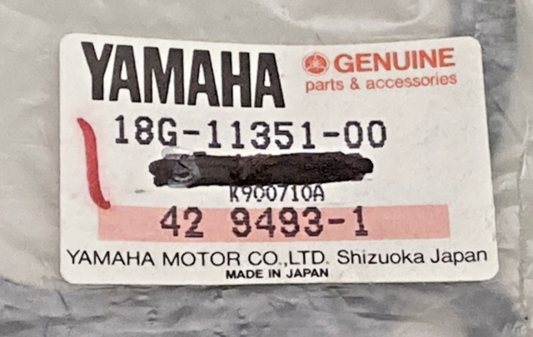 YAMAHA GENUINE
parts & accessories
18G-11351-00
K900710A
42 9493-1
YAMAHA MOTOR CO.,LTD. Shizuoka Japan
MADE IN JAPAN